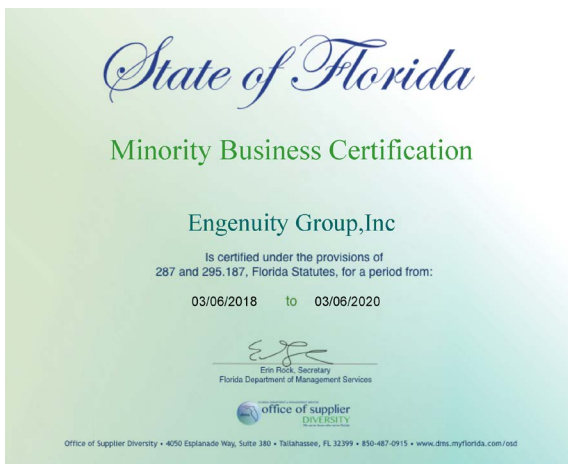 State of Florida
Minority Business Certification
Engenuity Group,Inc
Is certified under the provisions of
287 and 295.187, Florida Statutes, for a period from:
03/06/2018 to 03/06/2020
Erin Rock, Secretary
Florida Department of Management Services
office of supplier
DIVERSITY
Office of Supplier Diversity • 4050 Esplanade Way, Suite 380 • Tallahassee, FL 32399 • 850-487-0915 • www.dms.myflorida.com/osd